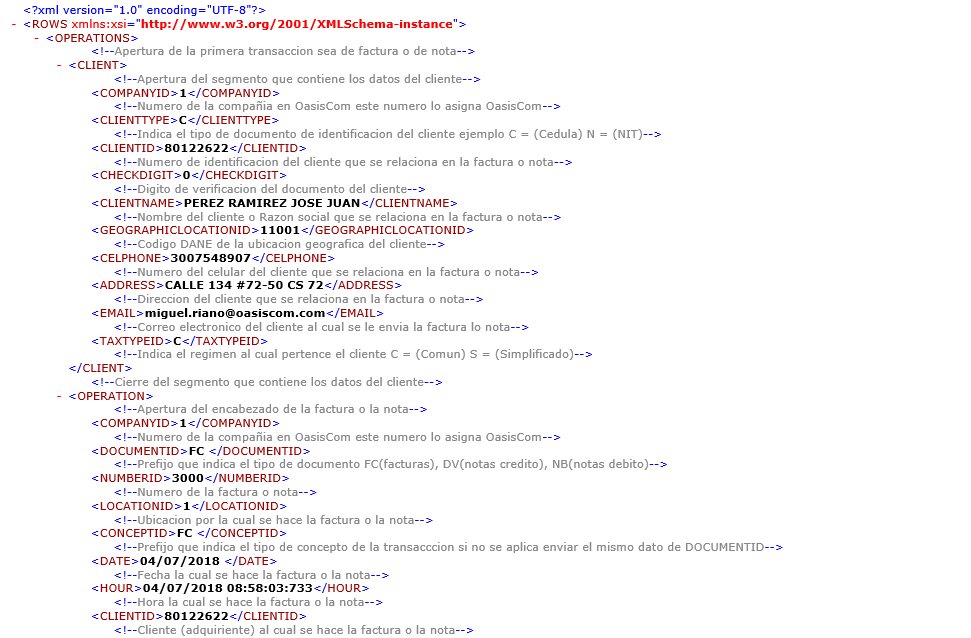 <?xml version="1.0" encoding="UTF-8"?>
- <ROWS xmlns:xsi="http://www.w3.org/2001/XMLSchema-instance">
- <OPERATIONS>
<!--Apertura de la primera transaccion sea de factura o de nota-->
- <CLIENT>
<!--Apertura del segmento que contiene los datos del cliente-->
<COMPANYID>1</COMPANYID>
<!--Numero de la compañia en OasisCom este numero lo asigna OasisCom-->
<CLIENTTYPE>C</CLIENTTYPE>
<!--Indica el tipo de documento de identificacion del cliente ejemplo C = (Cedula) N = (NIT)-->
<CLIENTID>80122622</CLIENTID>
<!--Numero de identificacion del cliente que se relaciona en la factura o nota-->
<CHECKDIGIT>0</CHECKDIGIT>
<!--Digito de verificacion del documento del cliente-->
<CLIENTNAME>PEREZ RAMIREZ JOSE JUAN</CLIENTNAME>
<!--Nombre del cliente o Razon social que se relaciona en la factura o nota-->
<GEOGRAPHICLOCATIONID>11001</GEOGRAPHICLOCATIONID>
<!--Codigo DANE de la ubicacion geografica del cliente-->
<CELPHONE>3007548907</CELPHONE>
<!--Numero del celular del cliente que se relaciona en la factura o nota-->
<ADDRESS>CALLE 134 #72-50 CS 72</ADDRESS>
<!--Direccion del cliente que se relaciona en la factura o nota-->
<EMAIL>miguel.riano@oasiscom.com</EMAIL>
<!--Correo electronico del cliente al cual se le envia la factura lo nota-->
<TAXTYPEID>C</TAXTYPEID>
<!--Indica el regimen al cual pertence el cliente C = (Comun) S = (Simplificado)-->
</CLIENT>
<!--Cierre del segmento que contiene los datos del cliente-->
- <OPERATION>
<!--Apertura del encabezado de la factura o la nota-->
<COMPANYID>1</COMPANYID>
<!--Numero de la compañia en OasisCom este numero lo asigna OasisCom-->
<DOCUMENTID>FC </DOCUMENTID>
<!--Prefijo que indica el tipo de documento FC(facturas), DV(notas credito), NB(notas debito)-->
<NUMBERID>3000</NUMBERID>
<!--Numero de la factura o nota-->
<LOCATIONID>1</LOCATIONID>
<!--Ubicacion por la cual se hace la factura o la nota-->
<CONCEPTID>FC </CONCEPTID>
<!--Prefijo que indica el tipo de concepto de la transacccion si no se aplica enviar el mismo dato de DOCUMENTID-->
<DATE>04/07/2018 </DATE>
<!--Fecha la cual se hace la factura o la nota-->
<HOUR>04/07/2018 08:58:03:733</HOUR>
<!--Hora la cual se hace la factura o la nota-->
<CLIENTID>80122622</CLIENTID>
<!--Cliente (adquiriente) al cual se hace la factura o la nota-->